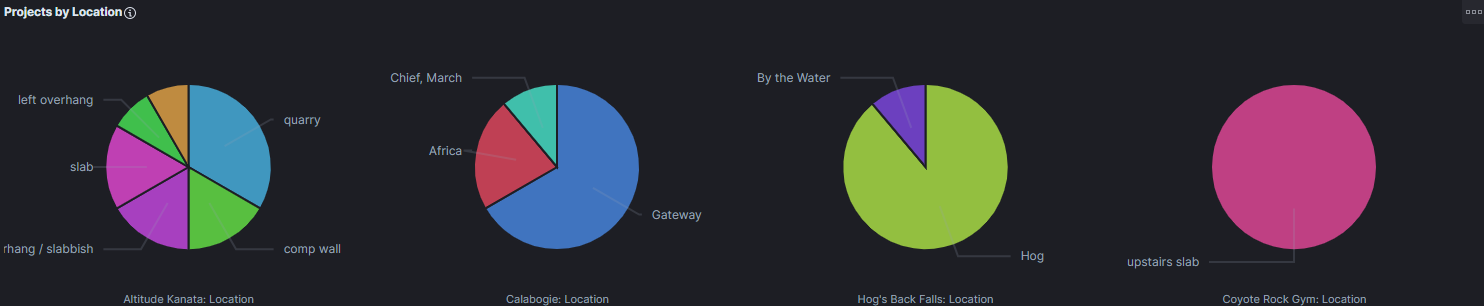 Projects by Location
left overhang
quarry
slab
rhang / slabbish
comp wall
Altitude Kanata: Location
Chief, March
Africa
Gateway
Calabogie: Location
By the Water
Hog
Hog's Back Falls: Location
upstairs slab
Coyote Rock Gym: Location